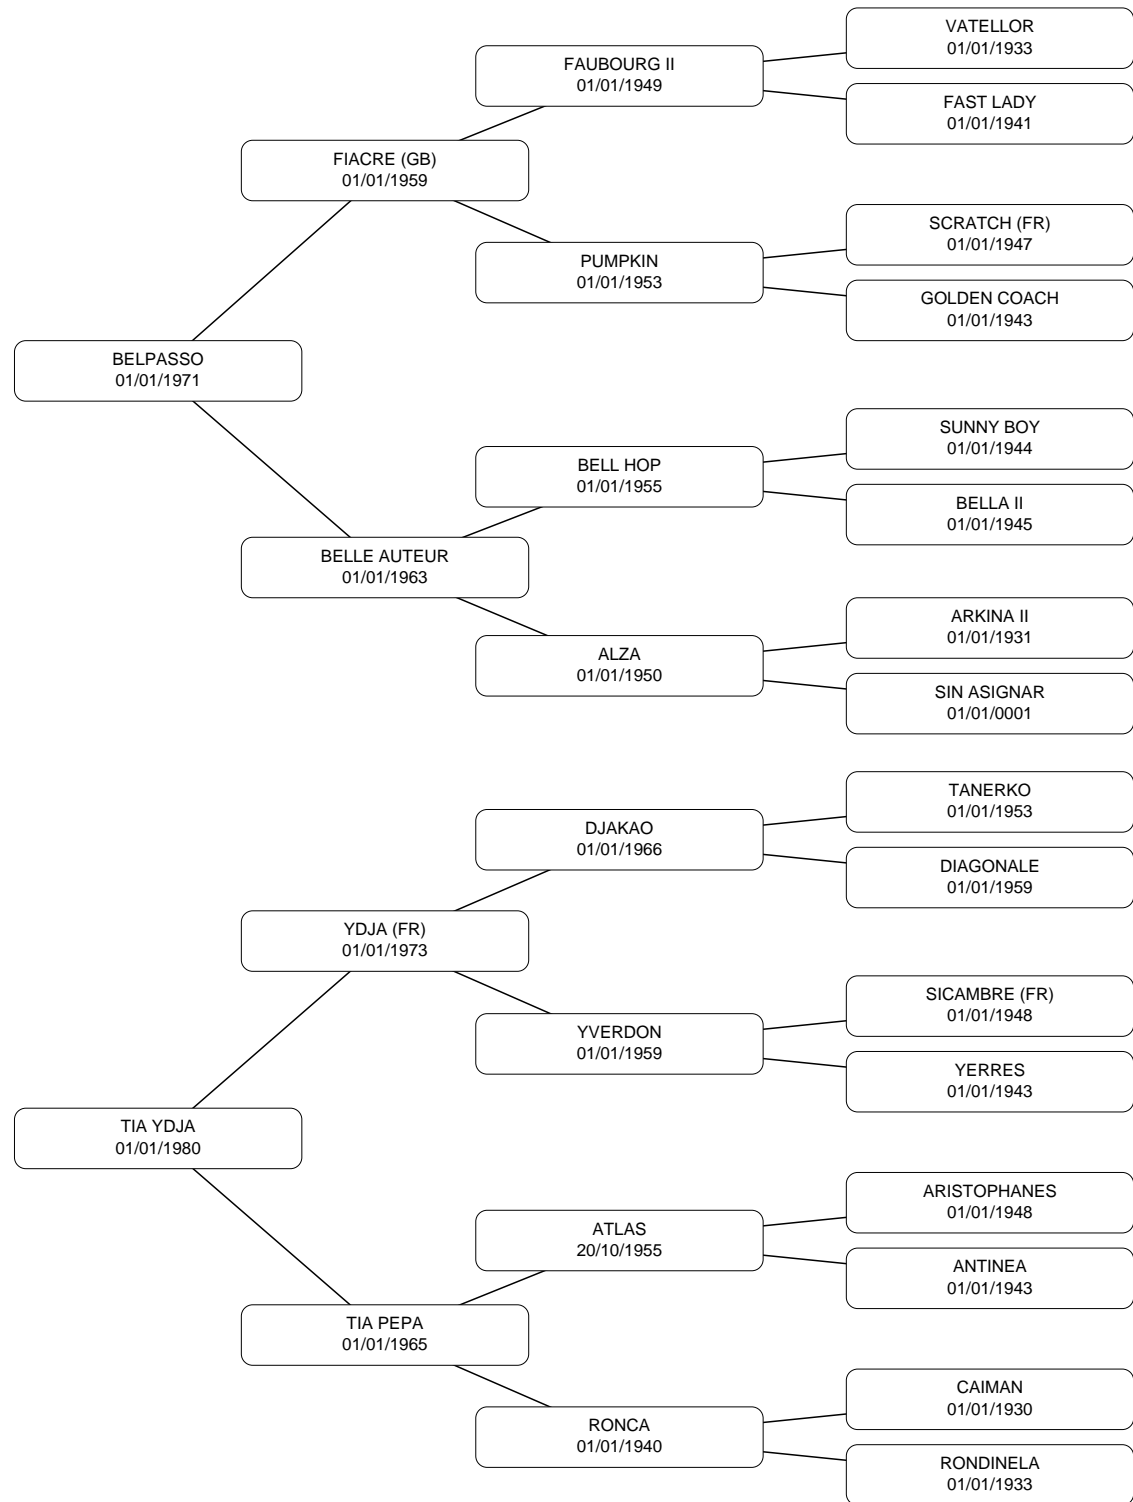 VATELLOR
01/01/1933
FAUBOURG II
01/01/1949
FAST LADY
01/01/1941
FIACRE (GB)
01/01/1959
SCRATCH (FR)
01/01/1947
PUMPKIN
01/01/1953
GOLDEN COACH
01/01/1943
BELPASSO
01/01/1971
SUNNY BOY
01/01/1944
BELL HOP
01/01/1955
BELLA II
01/01/1945
BELLE AUTEUR
01/01/1963
ARKINA II
01/01/1931
ALZA
01/01/1950
SIN ASIGNAR
01/01/0001
TANERKO
01/01/1953
DJAKAO
01/01/1966
DIAGONALE
01/01/1959
YDJA (FR)
01/01/1973
SICAMBRE (FR)
01/01/1948
YVERDON
01/01/1959
YERRES
01/01/1943
TIA YDJA
01/01/1980
ARISTOPHANES
01/01/1948
ATLAS
20/10/1955
ANTINEA
01/01/1943
TIA PEPA
01/01/1965
CAIMAN
01/01/1930
RONCA
01/01/1940
RONDINELA
01/01/1933